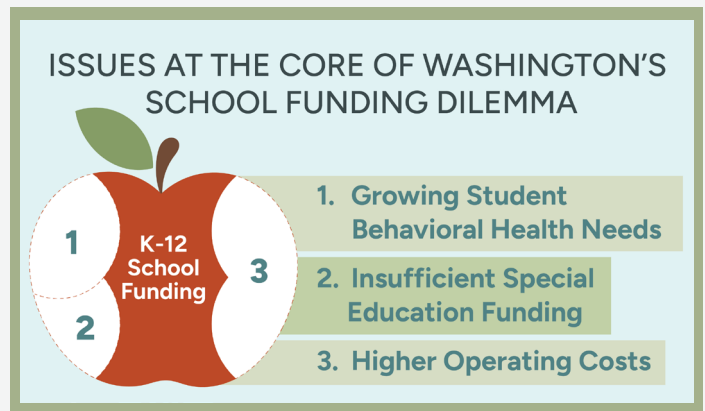 ISSUES AT THE CORE OF WASHINGTON'S
SCHOOL FUNDING DILEMMA
1
2
K-12
School
Funding
3
1. Growing Student
Behavioral Health Needs
2. Insufficient Special
Education Funding
3. Higher Operating Costs